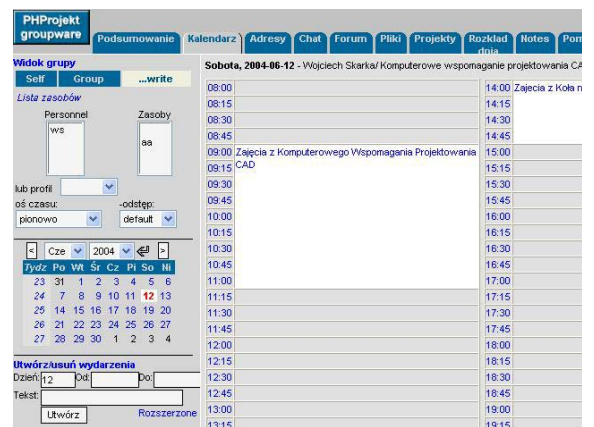 PHProjekt
groupware
Podsumowanie Kalendarz Adresy Chat Forum Pliki Projekty Rozkład dnia Notes
Widok grupy
Self Group ...write
Lista zasobów
Personnel Zasoby
ws
aa
lub profil
oś czasu: -odstęp:
pionowo default
< Cze 2004 >
Tydz Po Wt Śr Cz Pi So Ni
23 31 1 2 3 4 5 6
24 7 8 9 10 11 12 13
25 14 15 16 17 18 19 20
26 21 22 23 24 25 26 27
27 28 29 30 1 2 3 4
Utwórz/usuń wydarzenia
Dzień: 12 Od: Do:
Tekst:
Utwórz Rozszerzone
Sobota, 2004-06-12 - Wojciech Skarka/ Komputerowe wspomaganie projektowania
08:00 14:00 Zajecia z Koła
08:15 14:15
08:30 14:30
08:45 14:45
09:00 Zajęcia z Komputerowego Wspomagania Projektowania 15:00
09:15 CAD 15:15
09:30 15:30
09:45 15:45
10:00 16:00
10:15 16:15
10:30 16:30
10:45 16:45
11:00 17:00
11:15 17:15
11:30 17:30
11:45 17:45
12:00 18:00
12:15 18:15
12:30 18:30
12:45 18:45
13:00 19:00
13:15 19:15